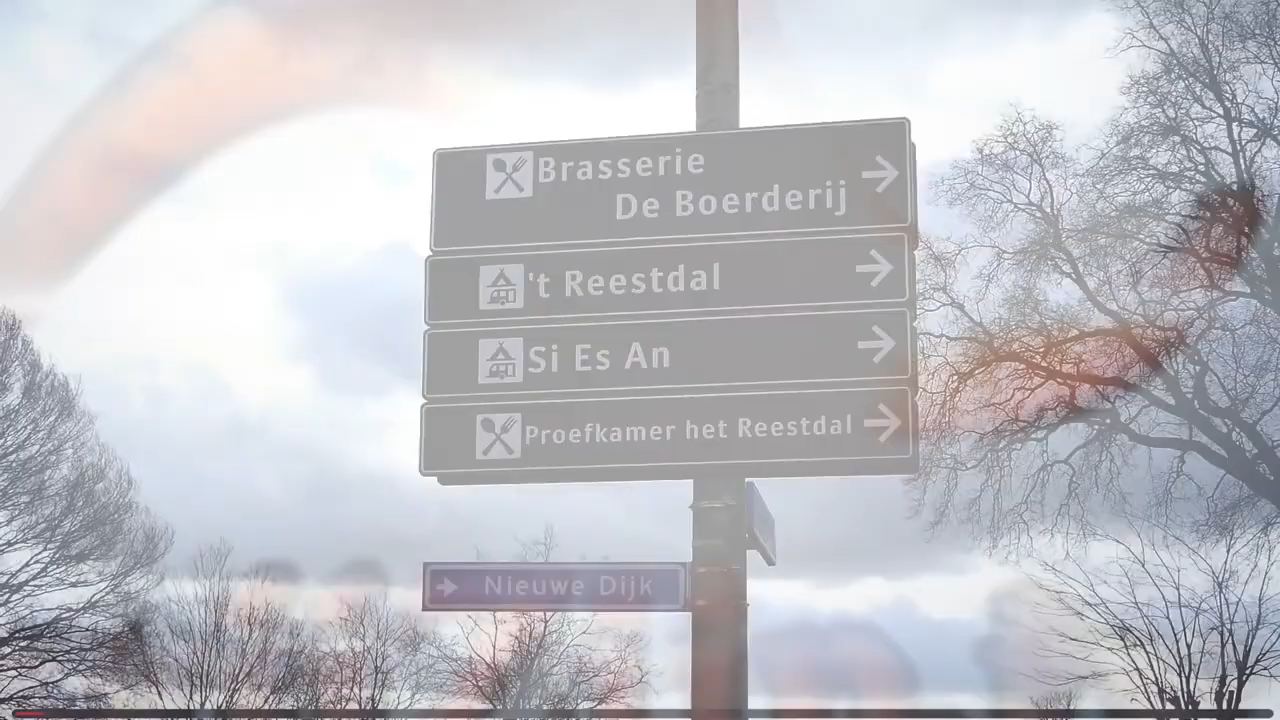 Brasserie
De Boerderij
't Reestdal
Si Es An
Proefkamer het Reestdal
Nieuwe Dijk